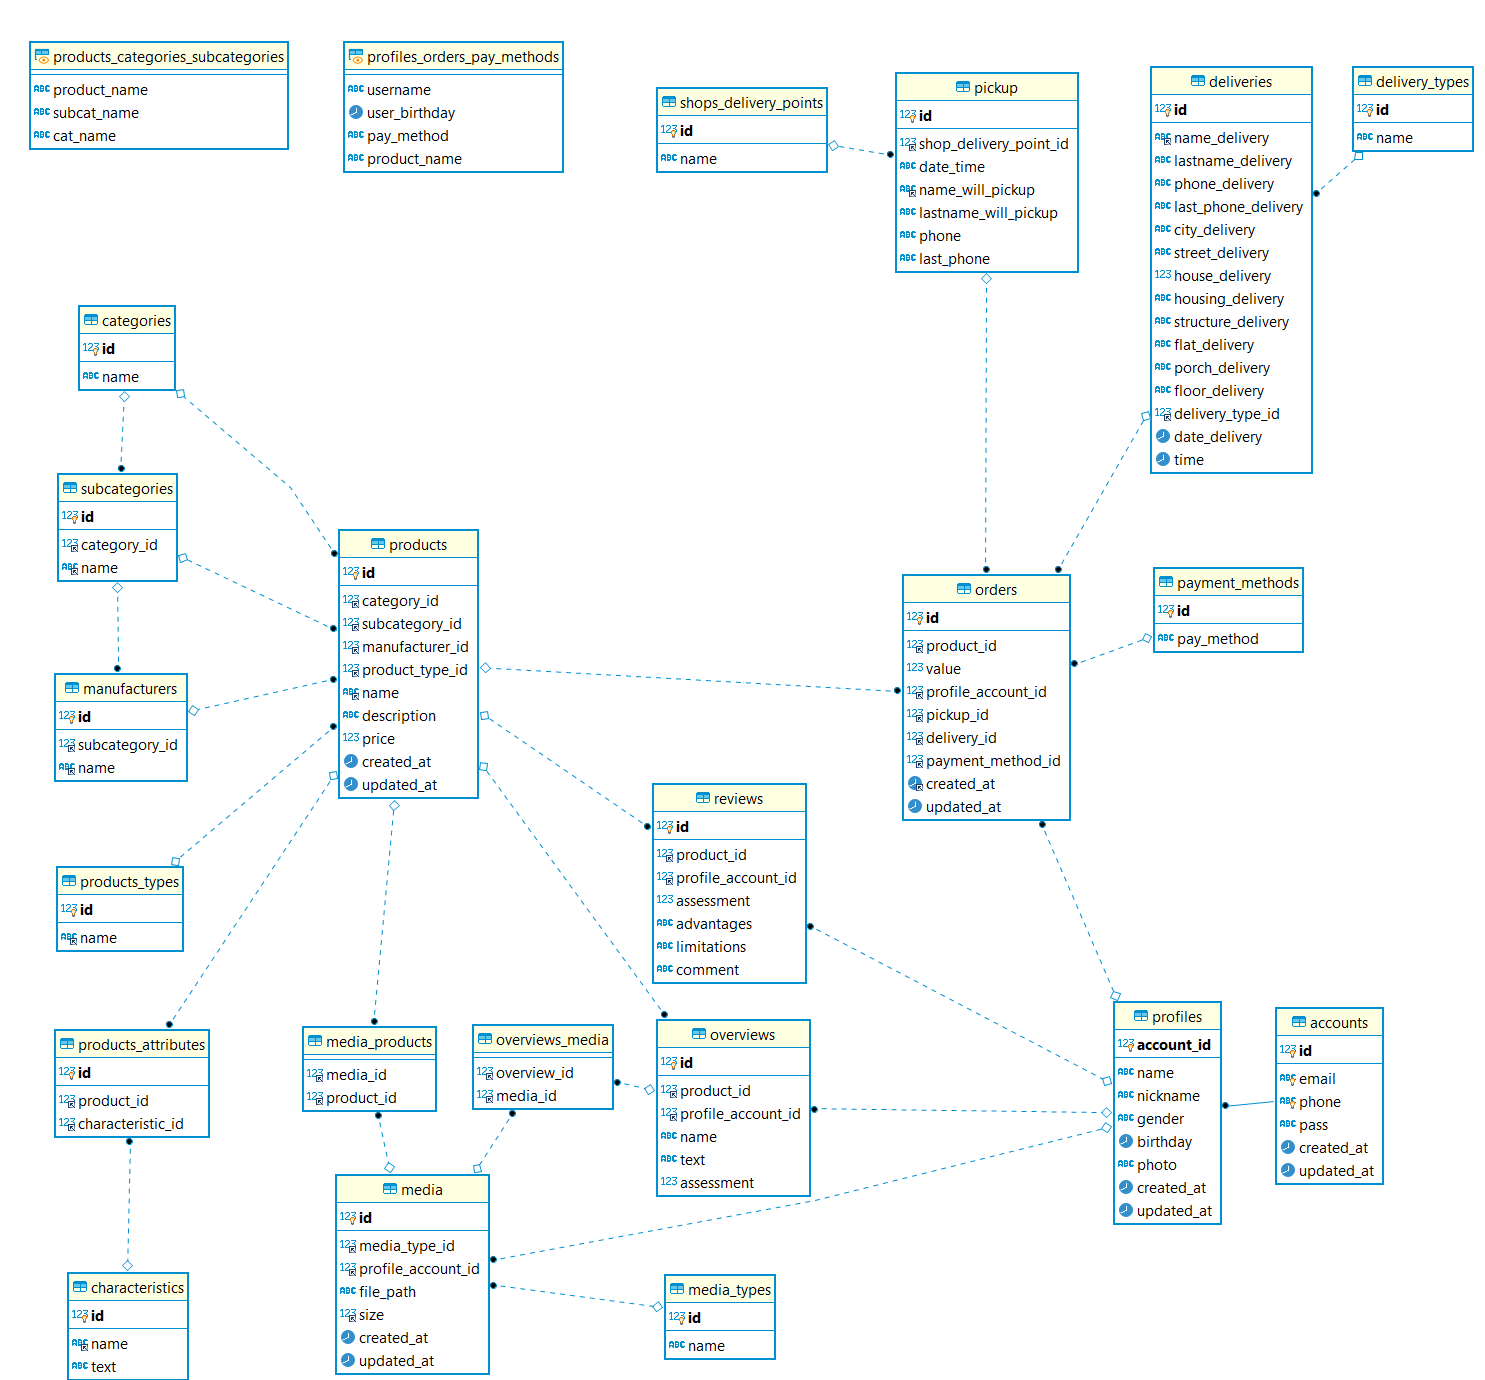 products_categories_subcategories
product_name
subcat_name
cat_name
profiles_orders_pay_methods
username
user_birthday
pay_method
product_name
shops_delivery_points
id
name
pickup
id
shop_delivery_point_id
date_time
name_will_pickup
lastname_will_pickup
phone
last_phone
deliveries
id
name_delivery
lastname_delivery
phone_delivery
last_phone_delivery
city_delivery
street_delivery
house_delivery
housing_delivery
structure_delivery
flat_delivery
porch_delivery
floor_delivery
delivery_type_id
date_delivery
time
delivery_types
id
name
categories
id
name
subcategories
id
category_id
name
products
id
category_id
subcategory_id
manufacturer_id
product_type_id
name
description
price
created_at
updated_at
manufacturers
id
subcategory_id
name
orders
id
product_id
value
profile_account_id
pickup_id
delivery_id
payment_method_id
created_at
updated_at
payment_methods
id
pay_method
products_types
id
name
reviews
id
product_id
profile_account_id
assessment
advantages
limitations
comment
products_attributes
id
product_id
characteristic_id
media_products
media_id
product_id
overviews_media
overview_id
media_id
overviews
id
product_id
profile_account_id
name
text
assessment
profiles
account_id
name
nickname
gender
birthday
photo
created_at
updated_at
accounts
id
email
phone
pass
created_at
updated_at
media
id
media_type_id
profile_account_id
file_path
size
created_at
updated_at
characteristics
id
name
text
media_types
id
name